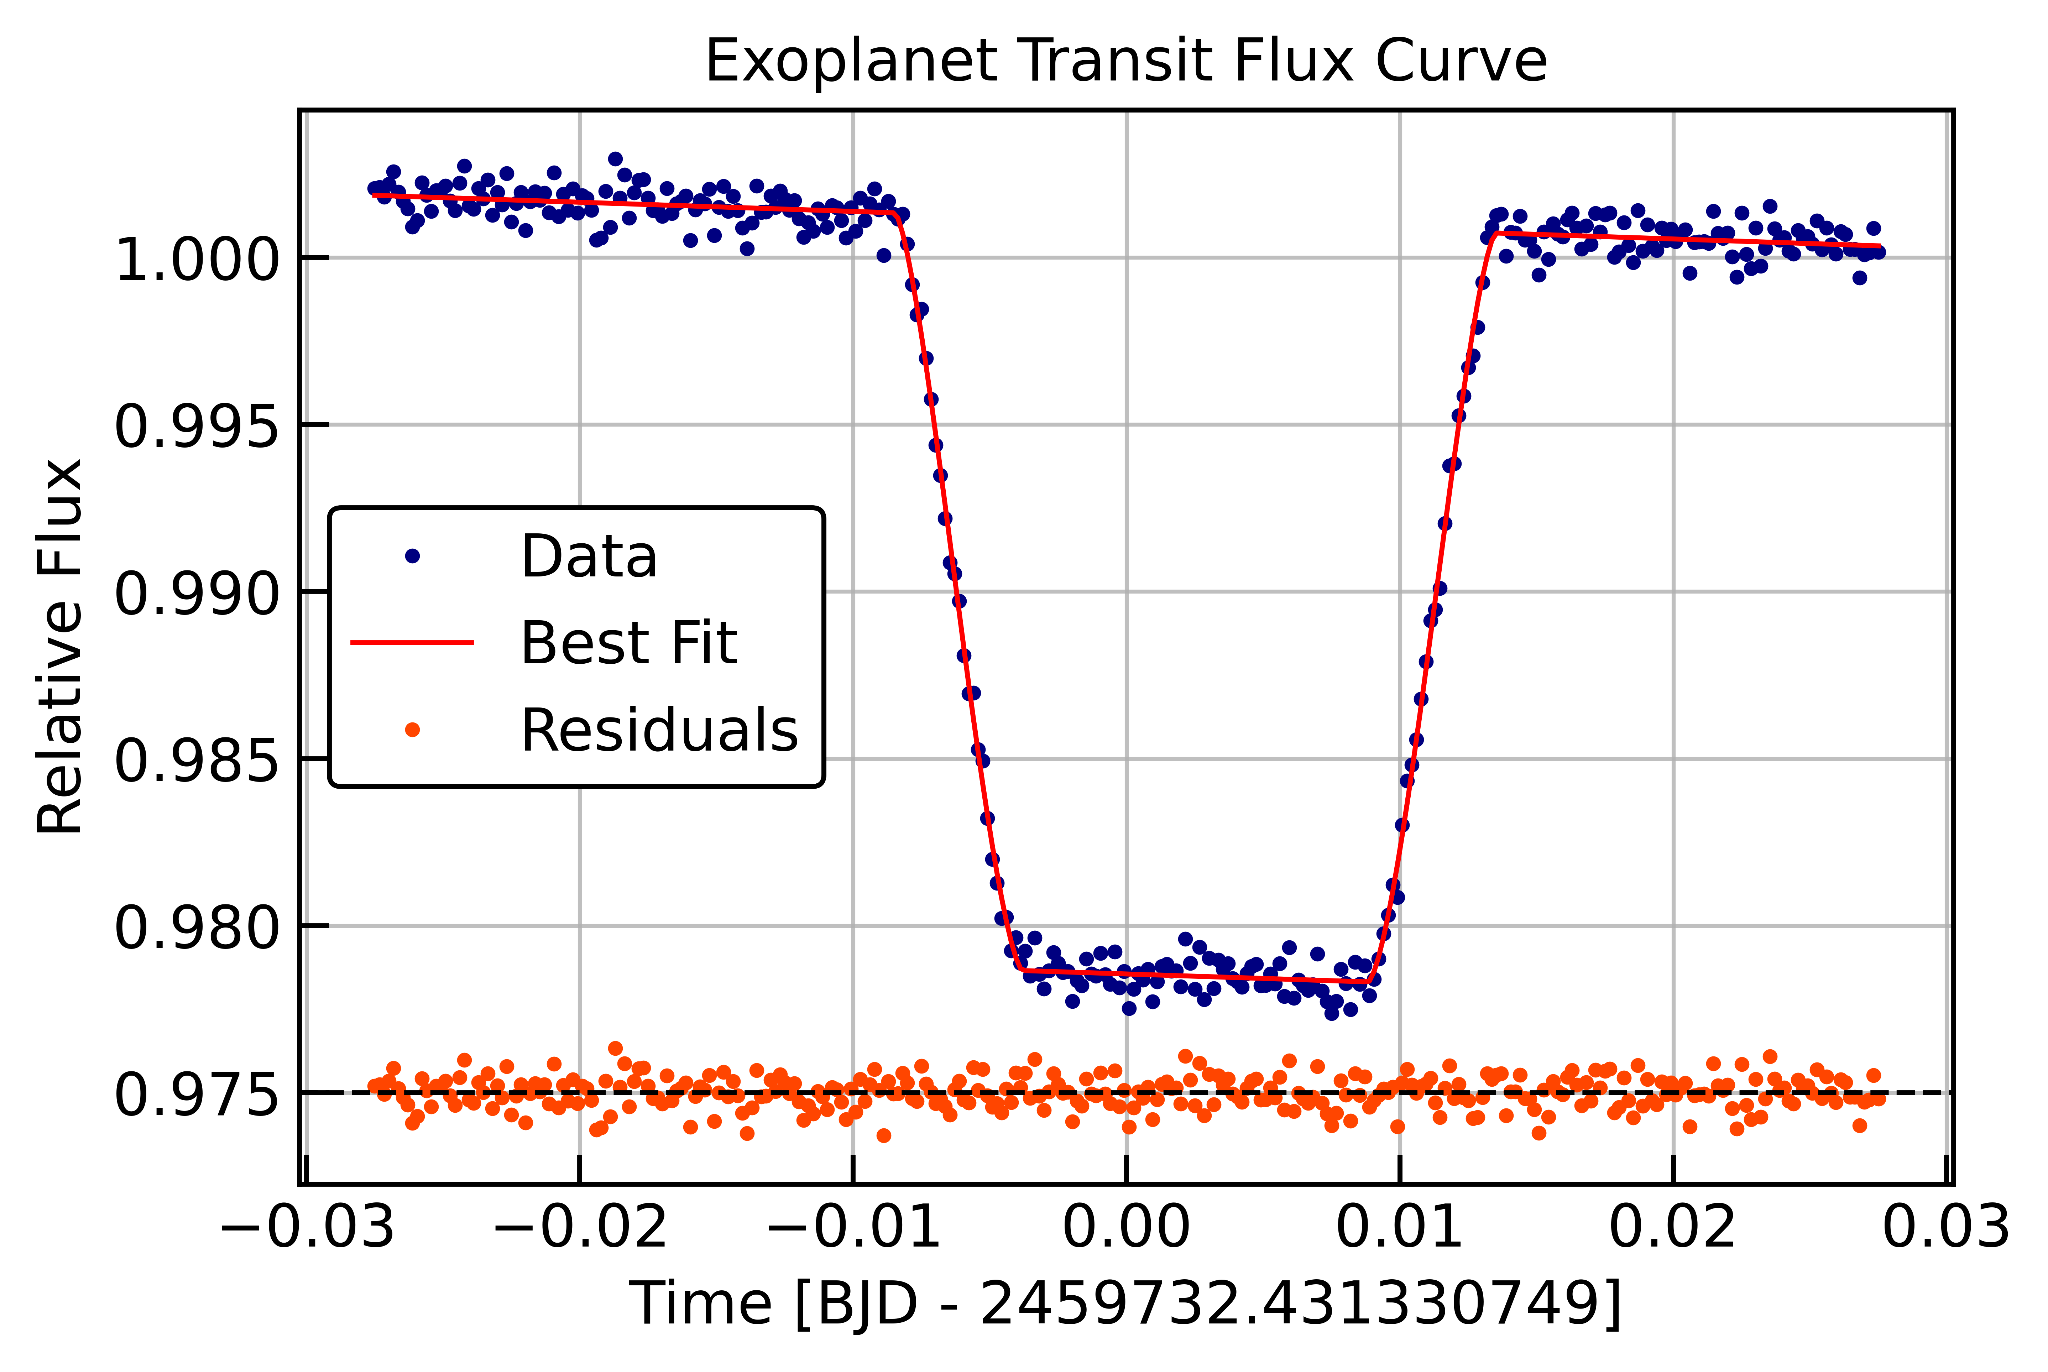 Exoplanet Transit Flux Curve
1.000
0.995
0.990
0.985
0.980
0.975
Relative Flux
Data
Best Fit
Residuals
−0.03 −0.02 −0.01 0.00 0.01 0.02 0.03
Time [BJD - 2459732.431330749]